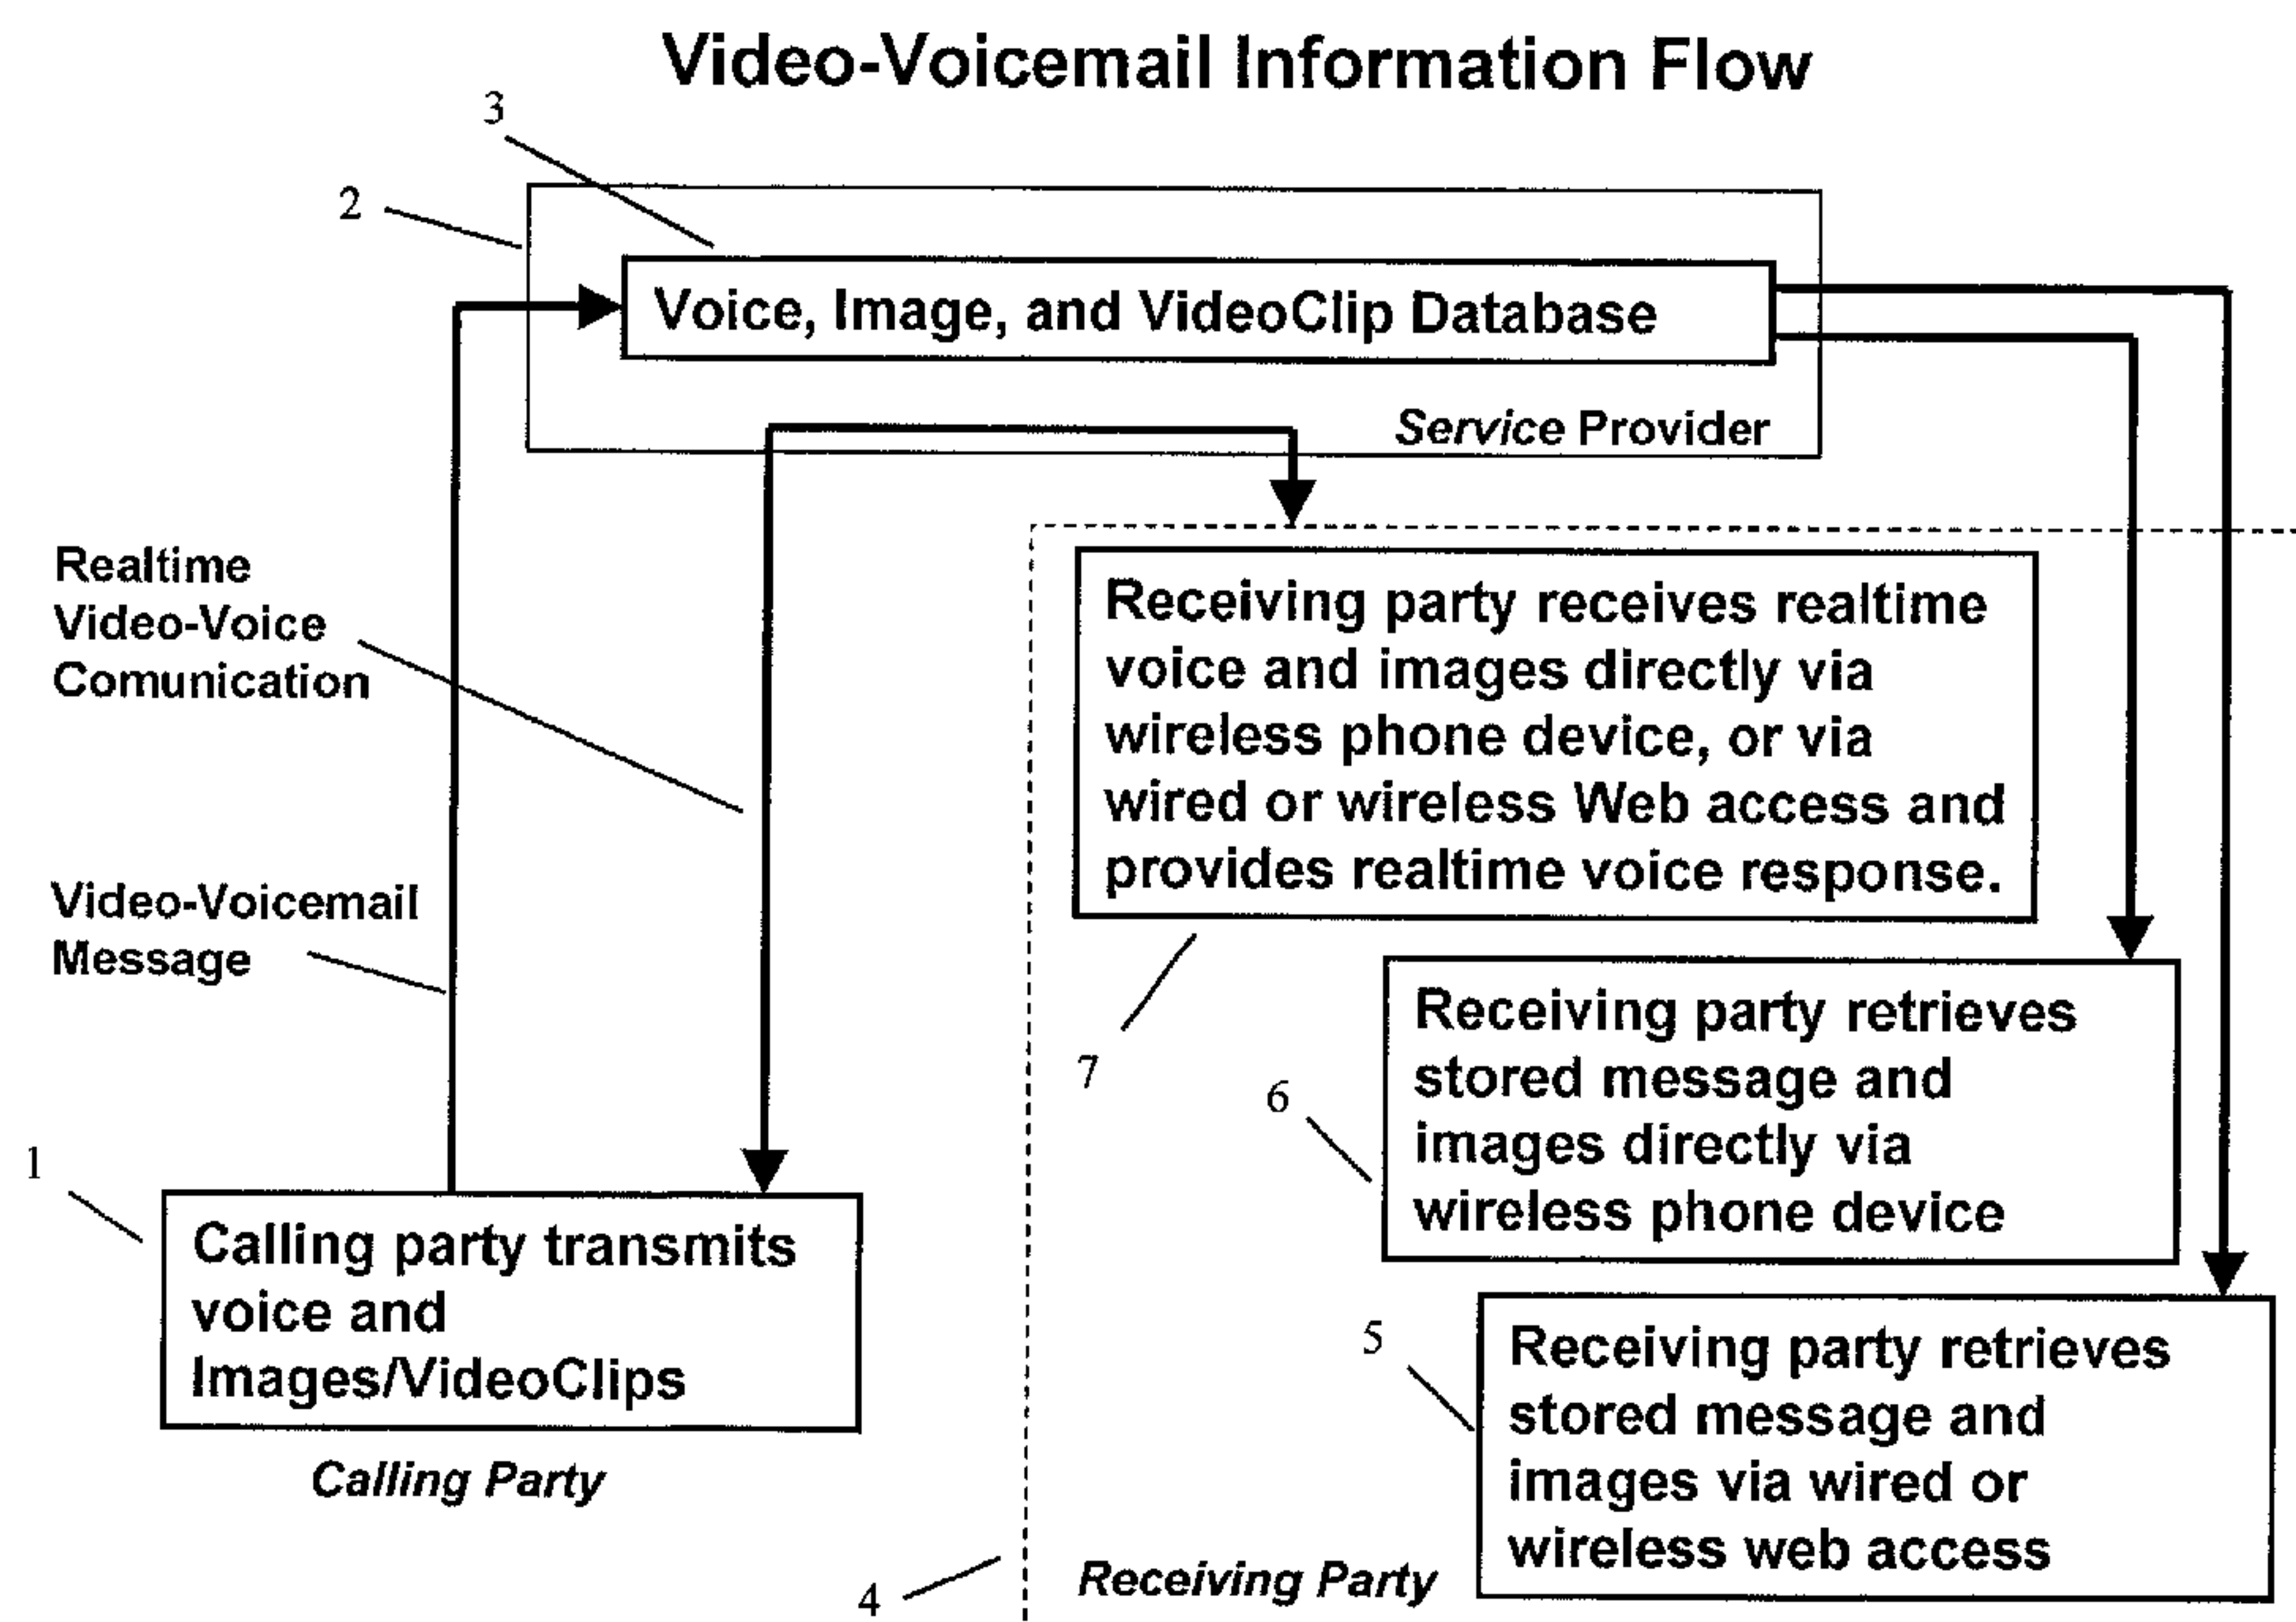 Video-Voicemail Information Flow
3
2
Voice, Image, and VideoClip Database
Service Provider
Realtime
Video-Voice
Comunication
Receiving party receives realtime
voice and images directly via
wireless phone device, or via
wired or wireless Web access and
provides realtime voice response.
Video-Voicemail
Message
7
Receiving party retrieves
stored message and
images directly via
wireless phone device
6
1
Calling party transmits
voice and
Images/VideoClips
Calling Party
5
Receiving party retrieves
stored message and
images via wired or
wireless web access
4
Receiving Party